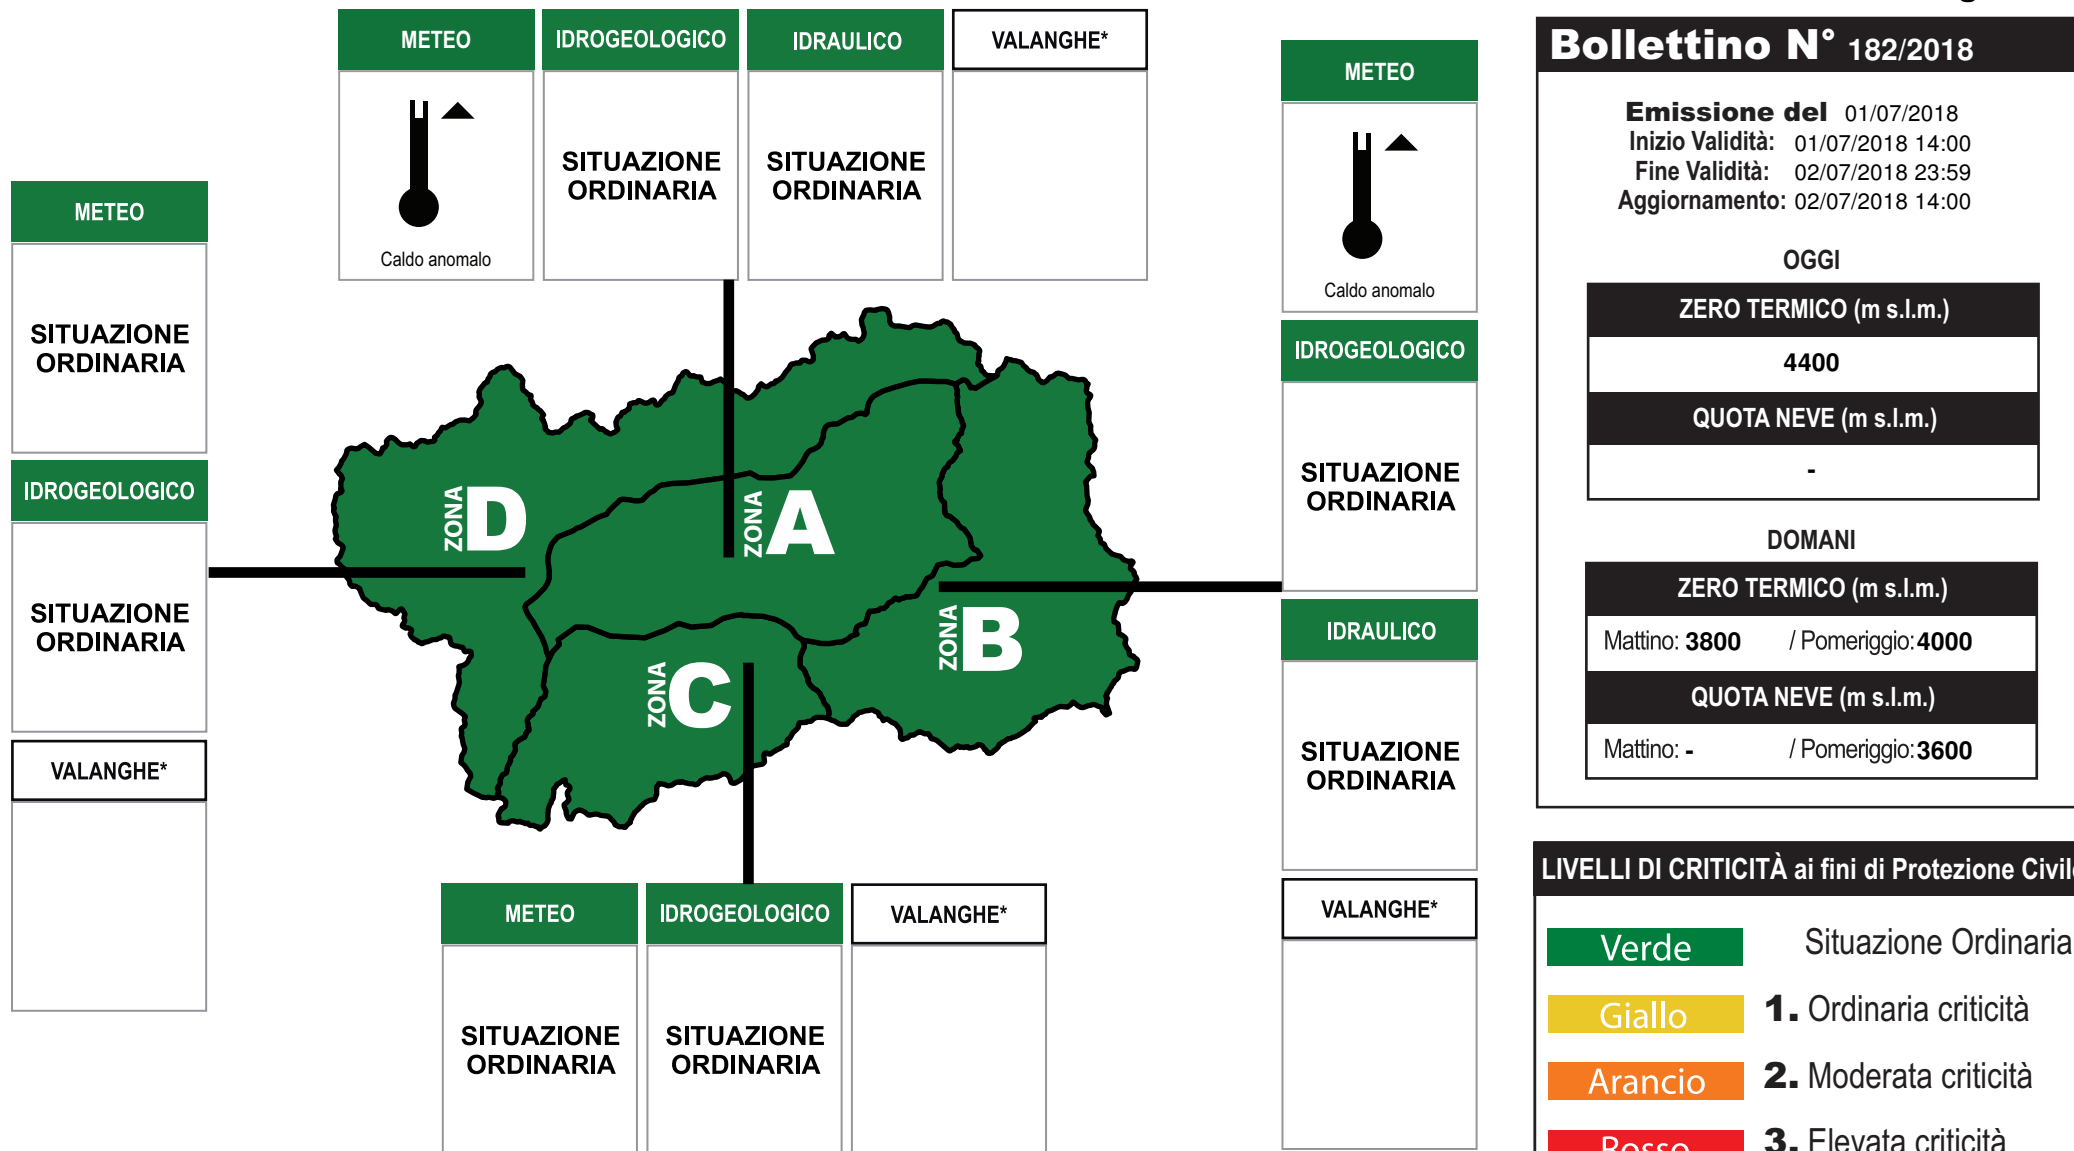 METEO
IDROGEOLOGICO
IDRAULICO
VALANGHE*
Caldo anomalo
SITUAZIONE
ORDINARIA
SITUAZIONE
ORDINARIA
METEO
SITUAZIONE
ORDINARIA
IDROGEOLOGICO
SITUAZIONE
ORDINARIA
VALANGHE*
ZONA D
ZONA A
ZONA B
ZONA C
METEO
IDROGEOLOGICO
VALANGHE*
SITUAZIONE
ORDINARIA
SITUAZIONE
ORDINARIA
METEO
Caldo anomalo
IDROGEOLOGICO
SITUAZIONE
ORDINARIA
IDRAULICO
SITUAZIONE
ORDINARIA
VALANGHE*
Bollettino N° 182/2018
Emissione del 01/07/2018
Inizio Validità: 01/07/2018 14:00
Fine Validità: 02/07/2018 23:59
Aggiornamento: 02/07/2018 14:00
OGGI
ZERO TERMICO (m s.l.m.)
4400
QUOTA NEVE (m s.l.m.)
-
DOMANI
ZERO TERMICO (m s.l.m.)
Mattino: 3800 / Pomeriggio: 4000
QUOTA NEVE (m s.l.m.)
Mattino: - / Pomeriggio: 3600
LIVELLI DI CRITICITÀ ai fini di Protezione Civile
Verde Situazione Ordinaria
Giallo 1. Ordinaria criticità
Arancio 2. Moderata criticità
Rosso 3. Elevata criticità